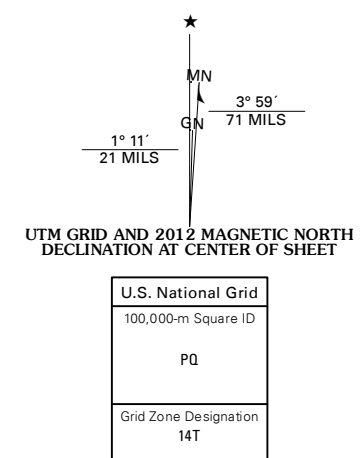 ★
MN
3° 59´
71 MILS
GN
1° 11´
21 MILS
UTM GRID AND 2012 MAGNETIC NORTH
DECLINATION AT CENTER OF SHEET
U.S. National Grid
100,000-m Square ID
PQ
Grid Zone Designation
14T